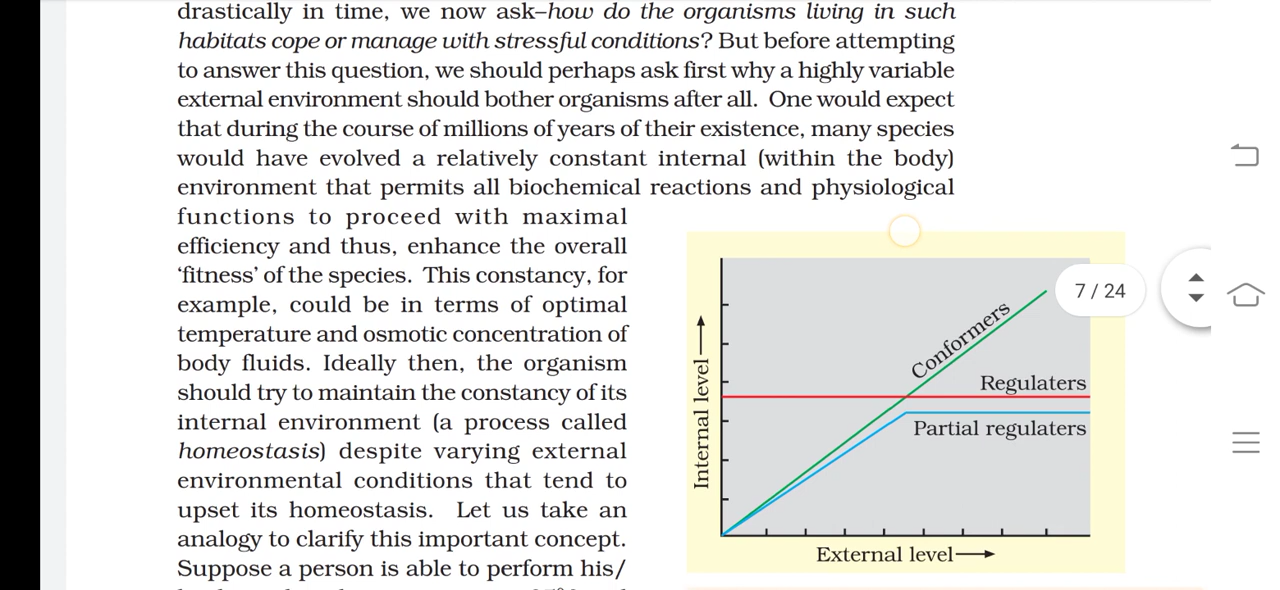 drastically in time, we now ask–how do the organisms living in such
habitats cope or manage with stressful conditions? But before attempting
to answer this question, we should perhaps ask first why a highly variable
external environment should bother organisms after all. One would expect
that during the course of millions of years of their existence, many species
would have evolved a relatively constant internal (within the body)
environment that permits all biochemical reactions and physiological
functions to proceed with maximal
efficiency and thus, enhance the overall
‘fitness’ of the species. This constancy, for
example, could be in terms of optimal
temperature and osmotic concentration of
body fluids. Ideally then, the organism
should try to maintain the constancy of its
internal environment (a process called
homeostasis) despite varying external
environmental conditions that tend to
upset its homeostasis. Let us take an
analogy to clarify this important concept.
Suppose a person is able to perform his/
7 / 24
Conformers
Regulaters
Partial regulaters
Internal level
External level